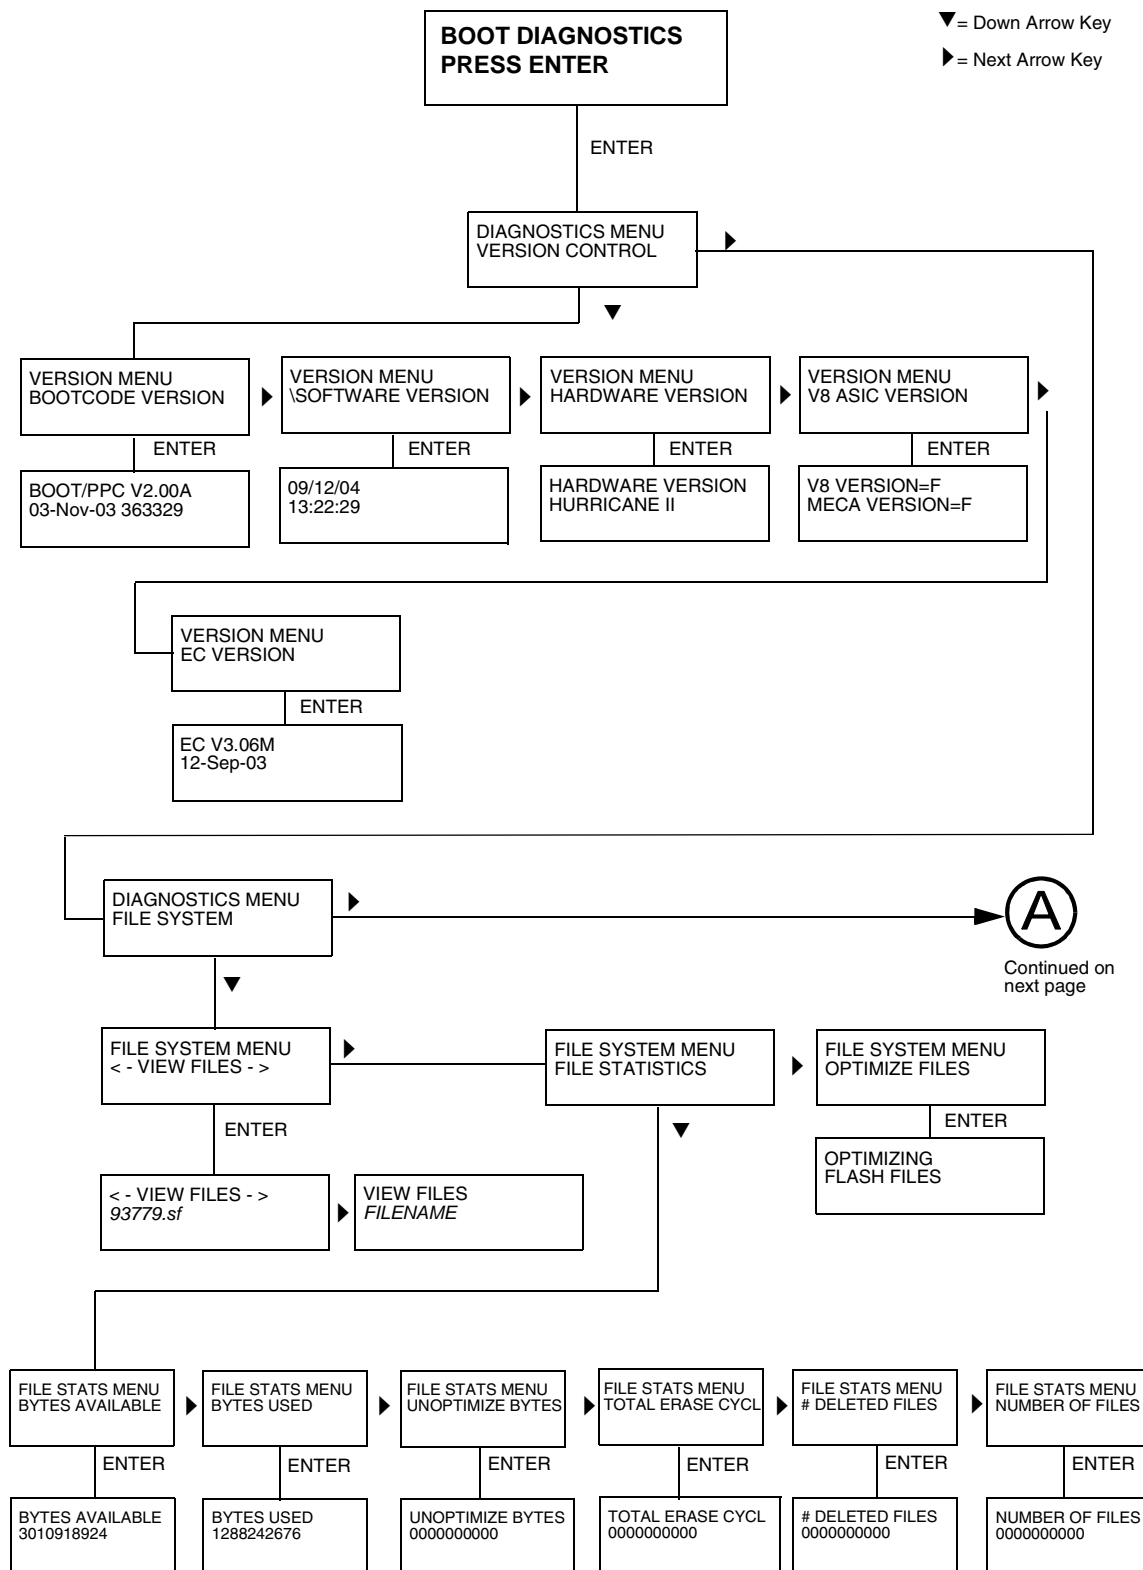 BOOT DIAGNOSTICS
PRESS ENTER
▼= Down Arrow Key
▶= Next Arrow Key
ENTER
DIAGNOSTICS MENU
VERSION CONTROL
VERSION MENU
BOOTCODE VERSION
VERSION MENU
\SOFTWARE VERSION
VERSION MENU
HARDWARE VERSION
VERSION MENU
V8 ASIC VERSION
ENTER
ENTER
ENTER
ENTER
BOOT/PPC V2.00A
03-Nov-03 363329
09/12/04
13:22:29
HARDWARE VERSION
HURRICANE II
V8 VERSION=F
MECA VERSION=F
VERSION MENU
EC VERSION
ENTER
EC V3.06M
12-Sep-03
DIAGNOSTICS MENU
FILE SYSTEM
A
Continued on
next page
FILE SYSTEM MENU
< - VIEW FILES - >
FILE SYSTEM MENU
FILE STATISTICS
FILE SYSTEM MENU
OPTIMIZE FILES
ENTER
ENTER
OPTIMIZING
FLASH FILES
< - VIEW FILES - >
93779.sf
VIEW FILES
FILENAME
FILE STATS MENU
BYTES AVAILABLE
FILE STATS MENU
BYTES USED
FILE STATS MENU
UNOPTIMIZE BYTES
FILE STATS MENU
TOTAL ERASE CYCL
FILE STATS MENU
# DELETED FILES
FILE STATS MENU
NUMBER OF FILES
ENTER
ENTER
ENTER
ENTER
ENTER
ENTER
BYTES AVAILABLE
3010918924
BYTES USED
1288242676
UNOPTIMIZE BYTES
0000000000
TOTAL ERASE CYCL
0000000000
# DELETED FILES
0000000000
NUMBER OF FILES
0000000000